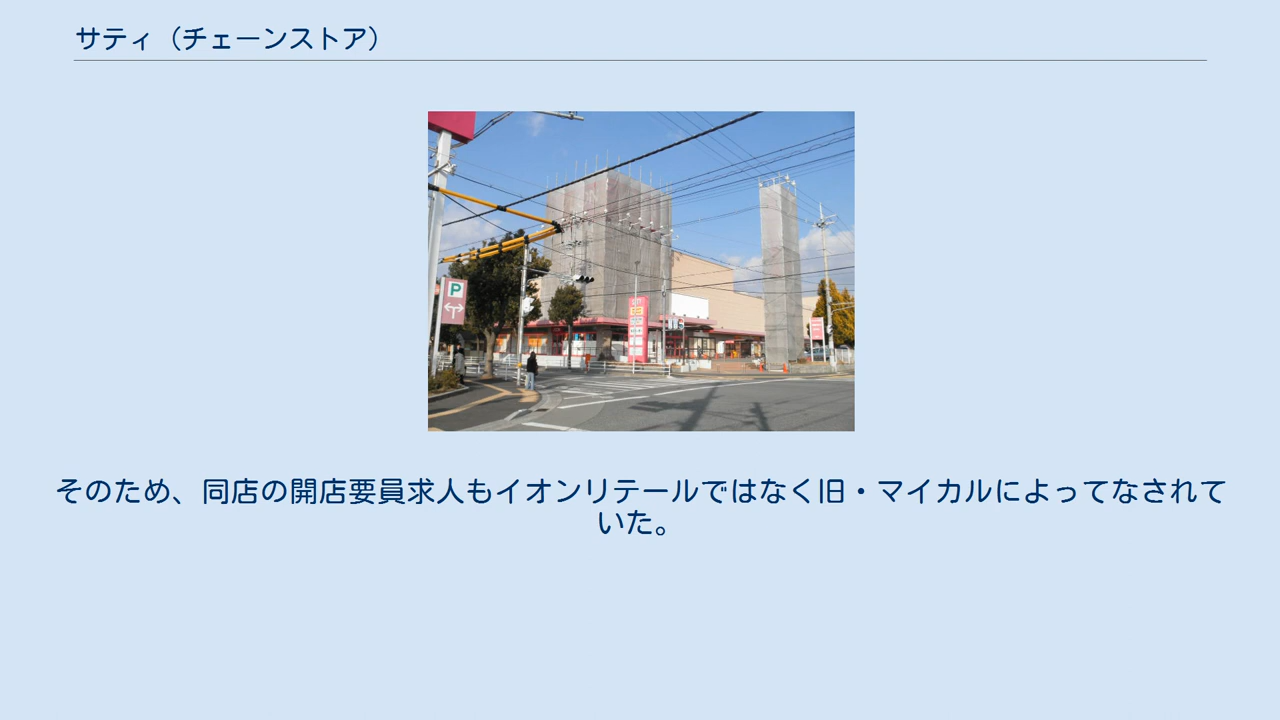 サティ（チェーンストア）
P
そのため、同店の開店要員求人もイオンリテールではなく旧・マイカルによってなされて
いた。